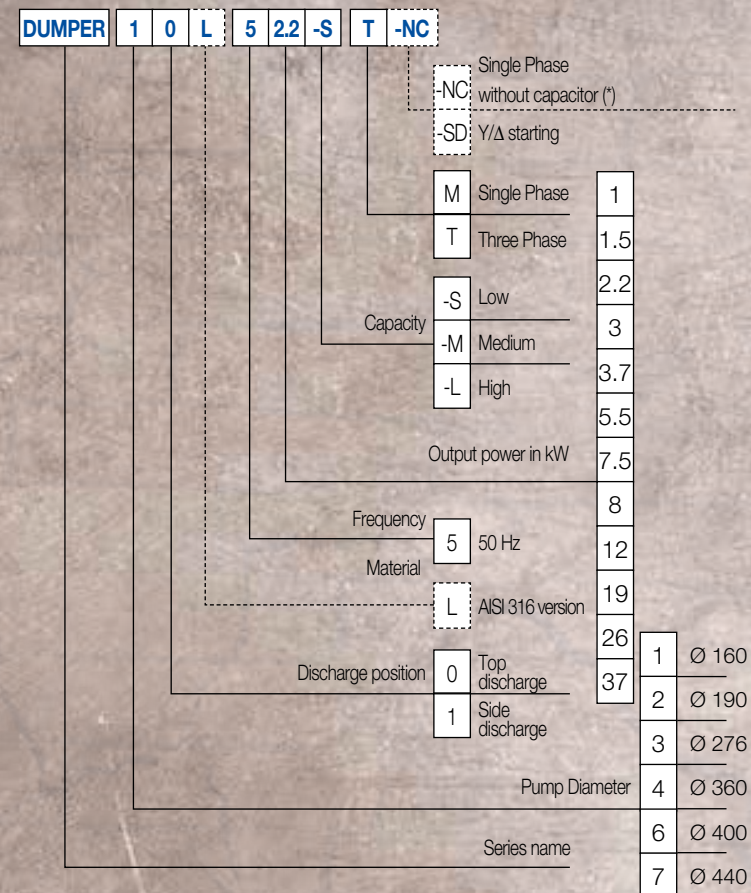 DUMPER 1 0 L 5 2.2 -S T -NC
-NC Single Phase
without capacitor (*)
-SD Y/Δ starting
M Single Phase
T Three Phase
Capacity
-S Low
-M Medium
-L High
Output power in kW
1
1.5
2.2
3
3.7
5.5
7.5
8
12
19
26
37
Frequency
5 50 Hz
Material
L AISI 316 version
Discharge position
0 Top
discharge
1 Side
discharge
Pump Diameter
1 Ø 160
2 Ø 190
3 Ø 276
4 Ø 360
6 Ø 400
7 Ø 440
Series name